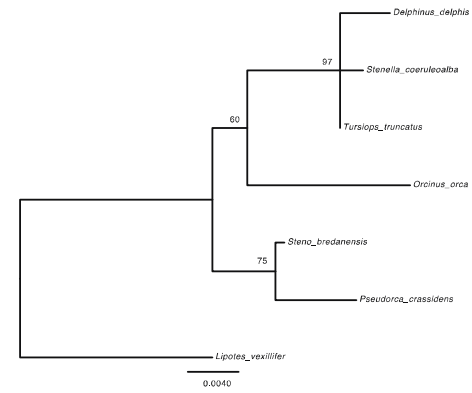 Delphinus_delphis
97
Stenella_coeruleoalba
Tursiops_truncatus
60
Orcinus_orca
Steno_bredanensis
75
Pseudorca_crassidens
Lipotes_vexillifer
0.0040